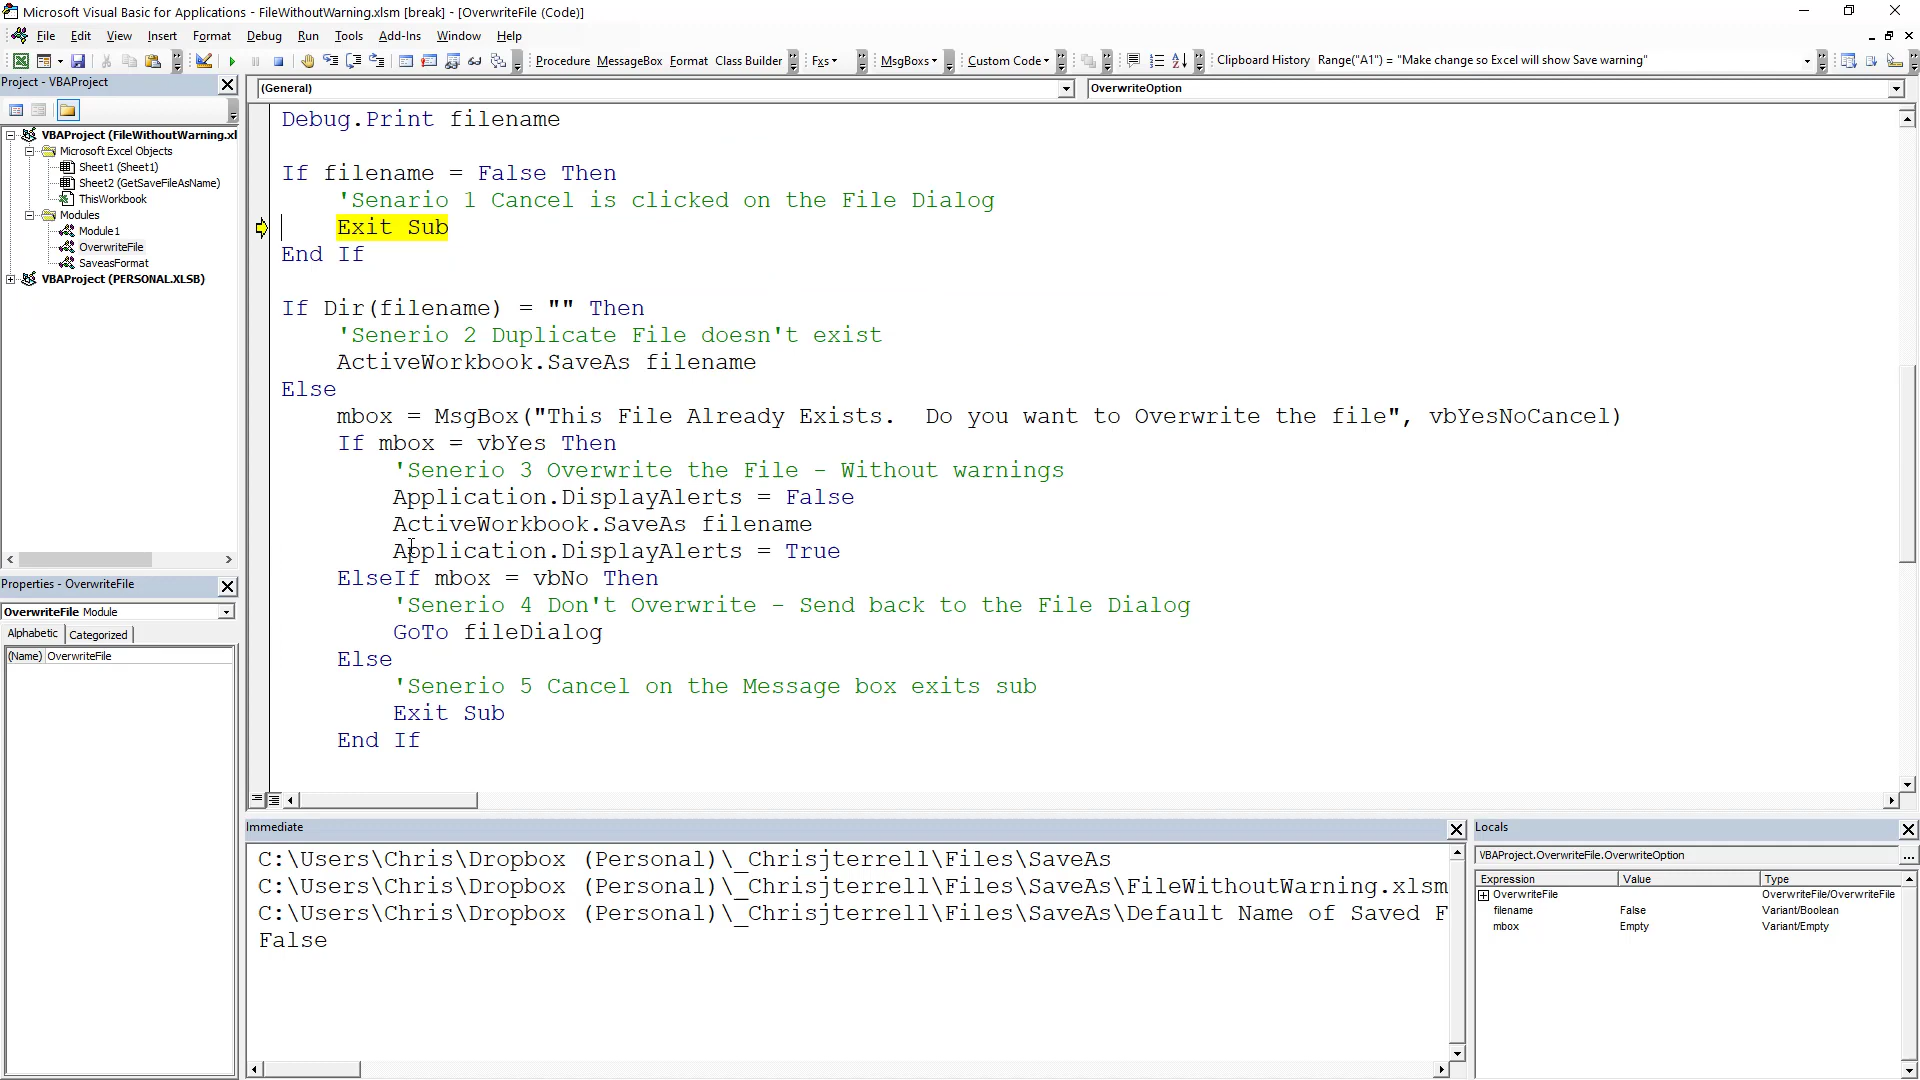 Microsoft Visual Basic for Applications - FileWithoutWarning.xlsm [break] - [OverwriteFile (Code)]
File Edit View Insert Format Debug Run Tools Add-Ins Window Help
Procedure MessageBox Format Class Builder Fxs MsgBoxs Custom Code Clipboard History Range("A1") = "Make change so Excel will show Save warning"
Project - VBAProject
(General) OverwriteOption
VBAProject (FileWithoutWarning.xl
Microsoft Excel Objects
Sheet1 (Sheet1)
Sheet2 (GetSaveFileAsName)
ThisWorkbook
Modules
Module1
OverwriteFile
SaveasFormat
VBAProject (PERSONAL.XLSB)
Properties - OverwriteFile
OverwriteFile Module
Alphabetic Categorized
(Name) OverwriteFile
Debug.Print filename
If filename = False Then
'Senario 1 Cancel is clicked on the File Dialog
Exit Sub
End If
If Dir(filename) = "" Then
'Senerio 2 Duplicate File doesn't exist
ActiveWorkbook.SaveAs filename
Else
mbox = MsgBox("This File Already Exists.  Do you want to Overwrite the file", vbYesNoCancel)
If mbox = vbYes Then
'Senerio 3 Overwrite the File - Without warnings
Application.DisplayAlerts = False
ActiveWorkbook.SaveAs filename
Application.DisplayAlerts = True
ElseIf mbox = vbNo Then
'Senerio 4 Don't Overwrite - Send back to the File Dialog
GoTo fileDialog
Else
'Senerio 5 Cancel on the Message box exits sub
Exit Sub
End If
Immediate
C:\Users\Chris\Dropbox (Personal)\_Chrisjterrell\Files\SaveAs
C:\Users\Chris\Dropbox (Personal)\_Chrisjterrell\Files\SaveAs\FileWithoutWarning.xlsm
C:\Users\Chris\Dropbox (Personal)\_Chrisjterrell\Files\SaveAs\Default Name of Saved F
False
Locals
VBAProject.OverwriteFile.OverwriteOption ...
Expression Value Type
OverwriteFile OverwriteFile/OverwriteFile
filename False Variant/Boolean
mbox Empty Variant/Empty